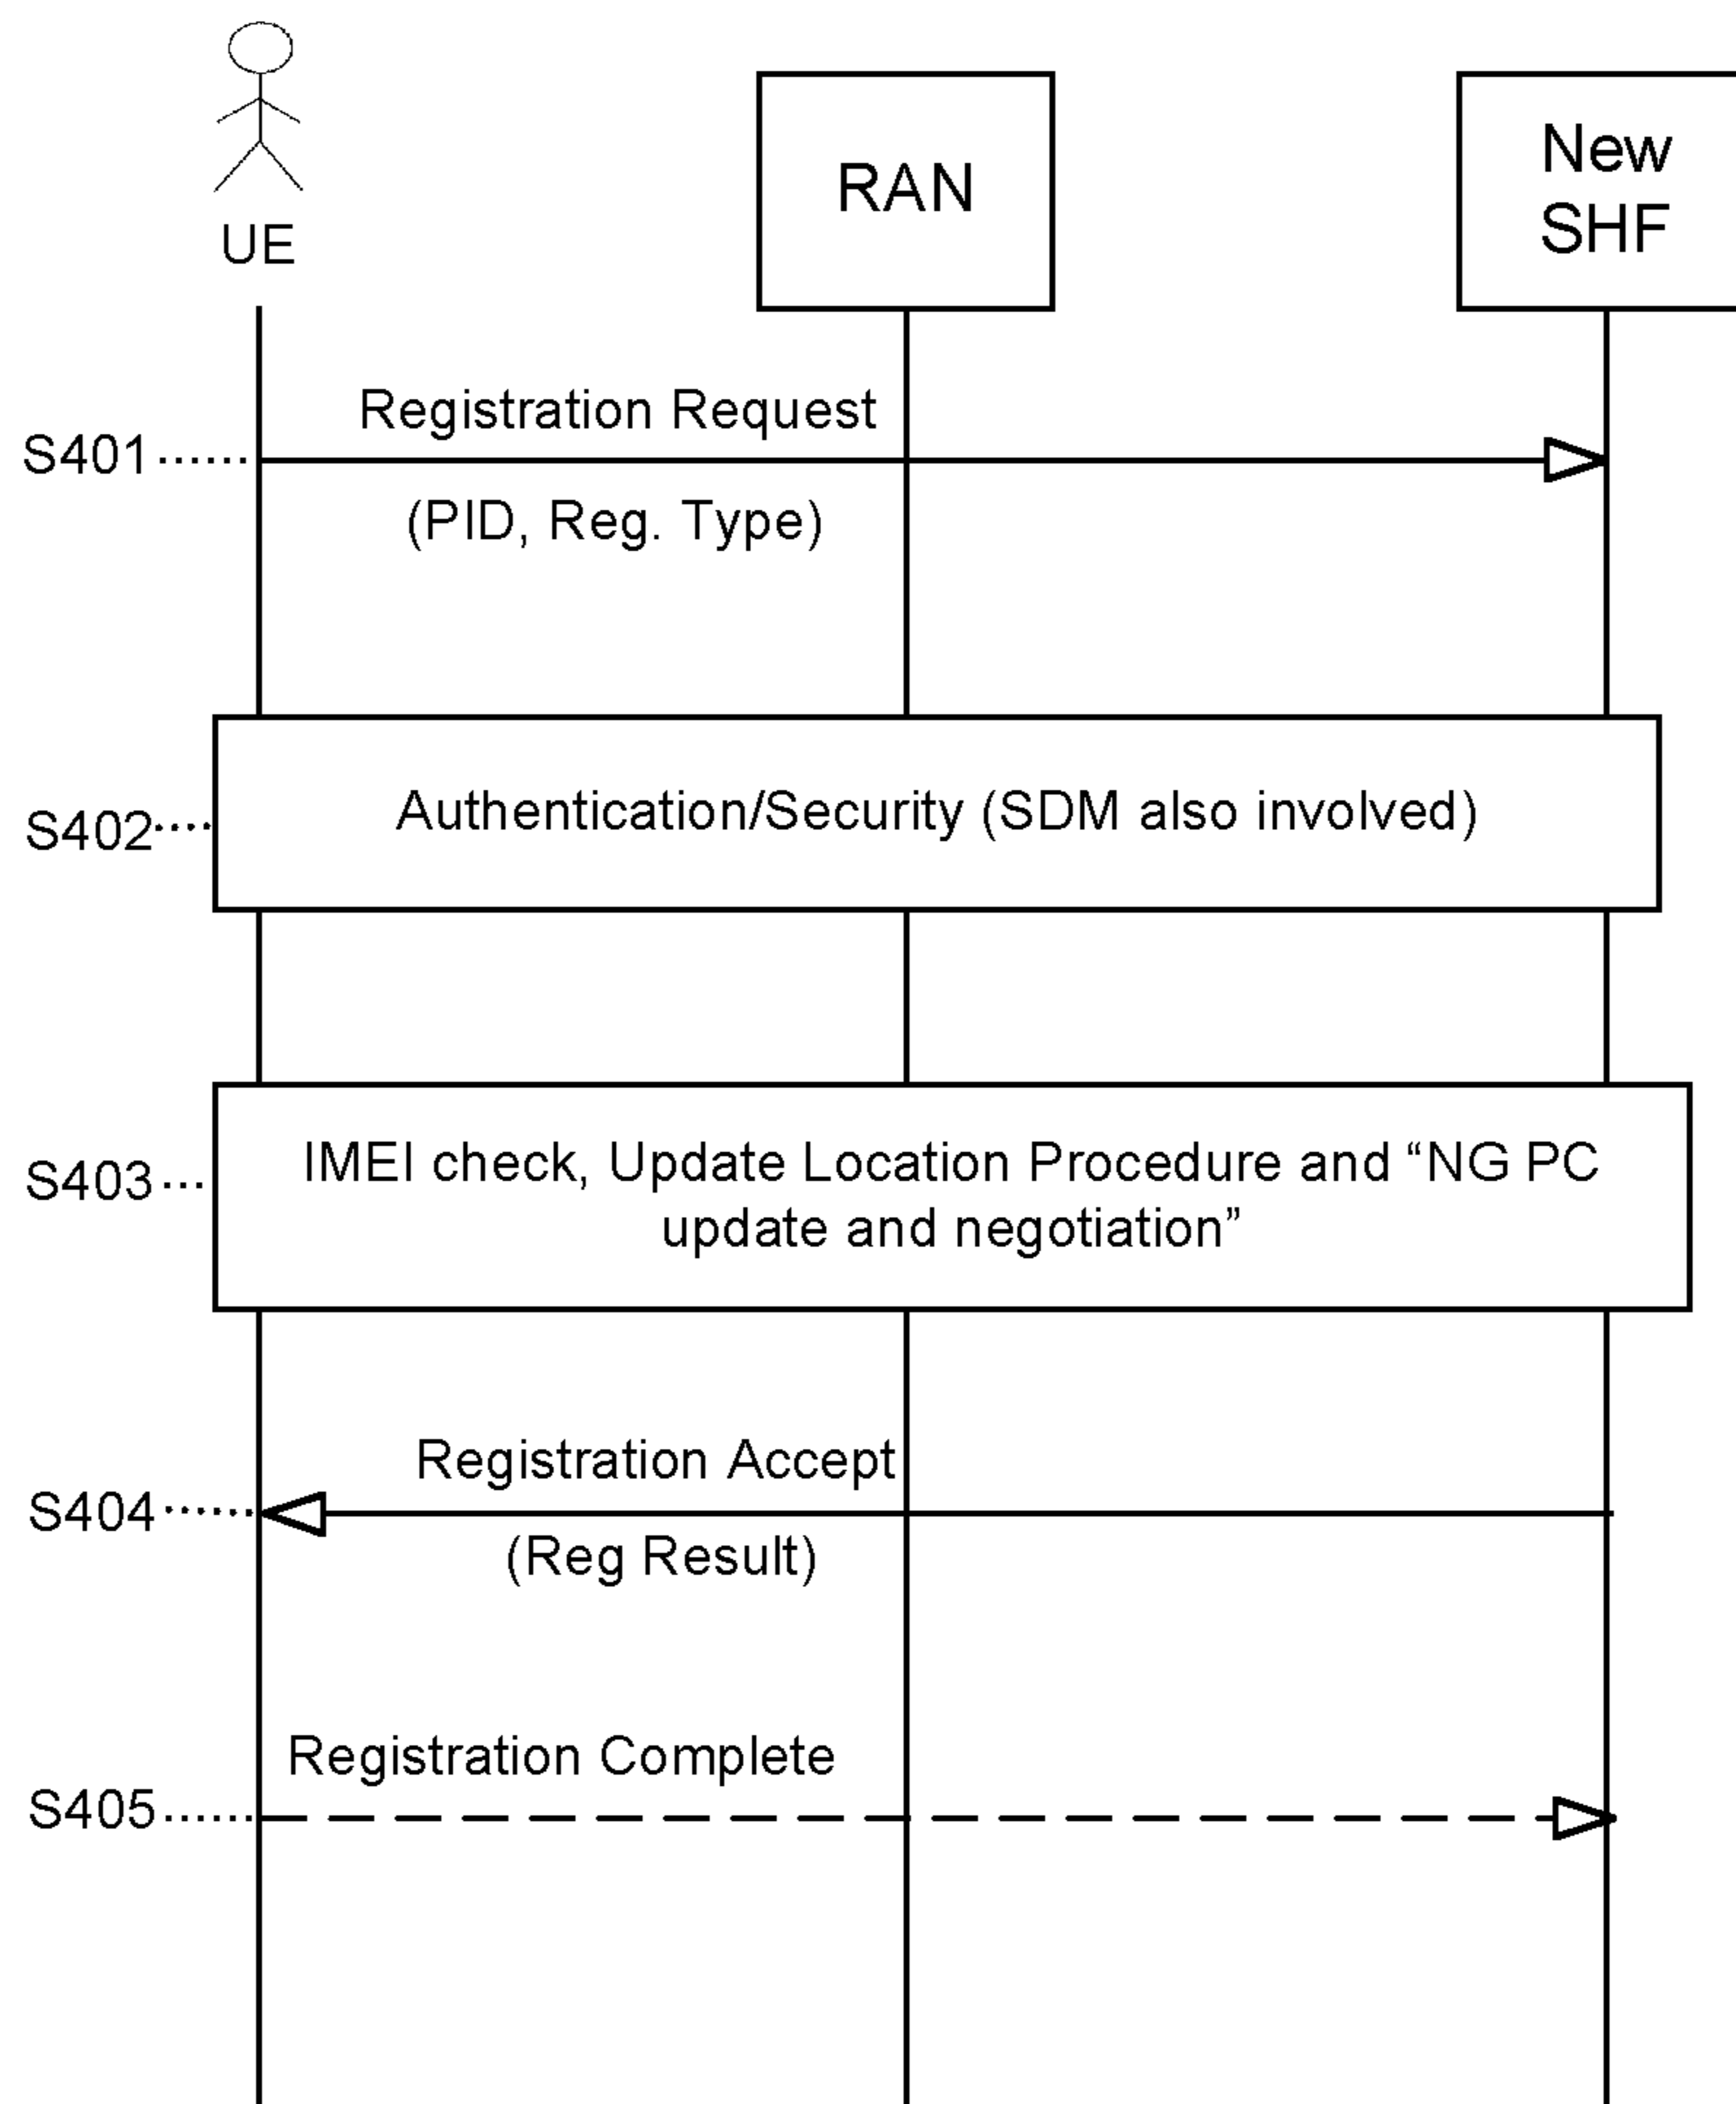 UE
RAN
New
SHF
Registration Request
S401
(PID, Reg. Type)
Authentication/Security (SDM also involved)
S402
IMEI check, Update Location Procedure and “NG PC
S403
update and negotiation”
Registration Accept
S404
(Reg Result)
Registration Complete
S405